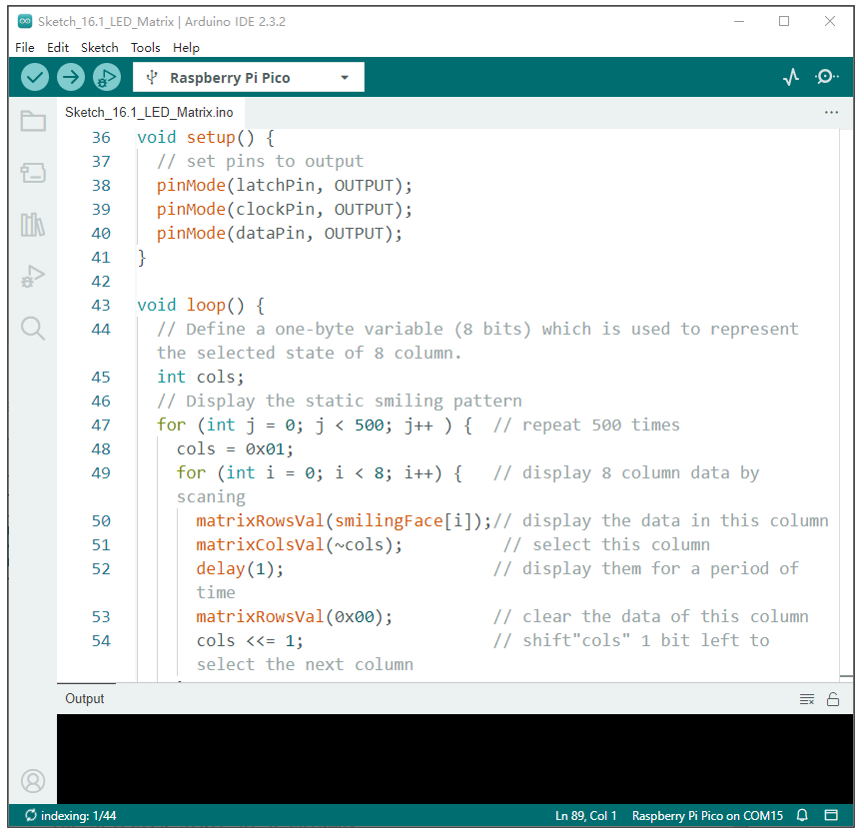 Sketch_16.1_LED_Matrix | Arduino IDE 2.3.2
File Edit Sketch Tools Help
Raspberry Pi Pico
Sketch_16.1_LED_Matrix.ino
36 void setup() {
37 // set pins to output
38 pinMode(latchPin, OUTPUT);
39 pinMode(clockPin, OUTPUT);
40 pinMode(dataPin, OUTPUT);
41 }
42
43 void loop() {
44 // Define a one-byte variable (8 bits) which is used to represent
the selected state of 8 column.
45 int cols;
46 // Display the static smiling pattern
47 for (int j = 0; j < 500; j++ ) { // repeat 500 times
48 cols = 0x01;
49 for (int i = 0; i < 8; i++) { // display 8 column data by
scaning
50 matrixRowsVal(smilingFace[i]);// display the data in this column
51 matrixColsVal(~cols); // select this column
52 delay(1); // display them for a period of
time
53 matrixRowsVal(0x00); // clear the data of this column
54 cols <<= 1; // shift"cols" 1 bit left to
select the next column
Output
indexing: 1/44 Ln 89, Col 1 Raspberry Pi Pico on COM15